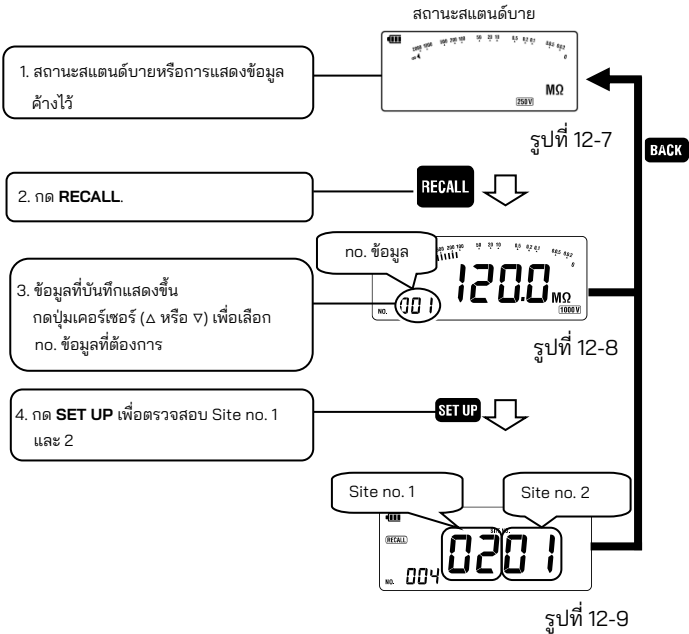 สถานะสแตนด์บาย
1. สถานะสแตนด์บายหรือการแสดงข้อมูล
ค้างไว้
MΩ
250V
รูปที่ 12-7
BACK
2. กด RECALL.
RECALL
no. ข้อมูล
3. ข้อมูลที่บันทึกแสดงขึ้น
กดปุ่มเคอร์เซอร์ (△ หรือ ▽) เพื่อเลือก
no. ข้อมูลที่ต้องการ
NO. 001
120.0 MΩ
1000V
รูปที่ 12-8
4. กด SET UP เพื่อตรวจสอบ Site no. 1
และ 2
SET UP
Site no. 1
Site no. 2
RECALL
NO. 004
02 01
รูปที่ 12-9